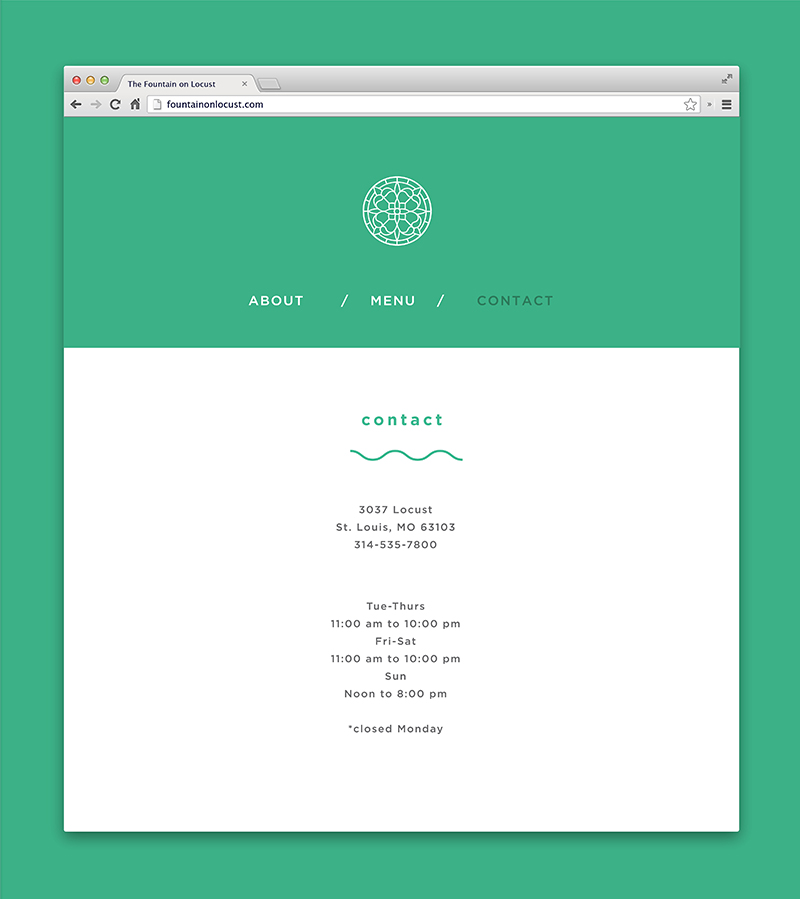 The Fountain on Locust
fountainonlocust.com
ABOUT / MENU / CONTACT
contact
3037 Locust
St. Louis, MO 63103
314-535-7800
Tue-Thurs
11:00 am to 10:00 pm
Fri-Sat
11:00 am to 10:00 pm
Sun
Noon to 8:00 pm
*closed Monday